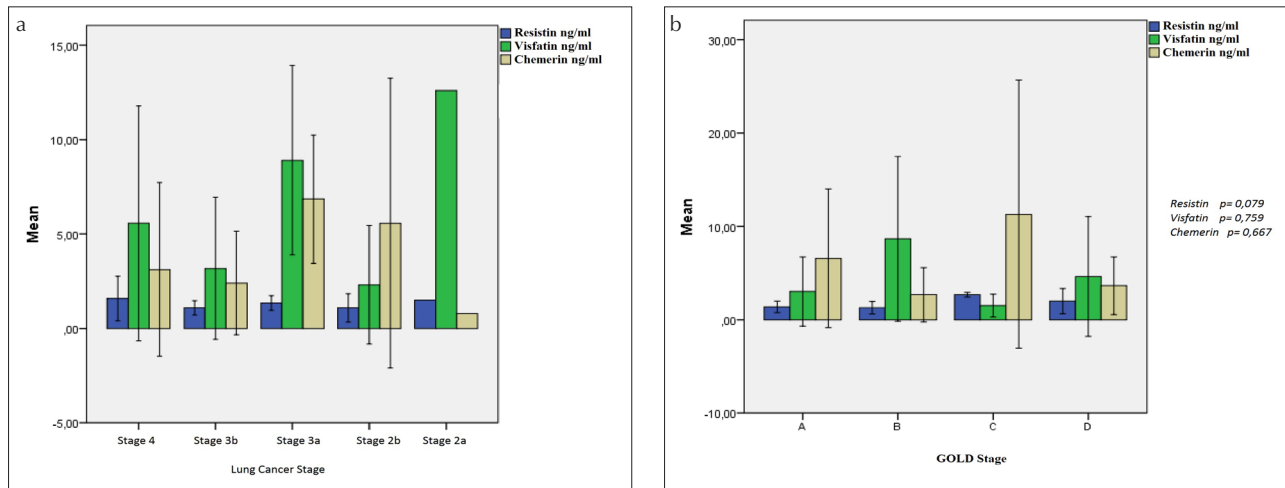 a
Resistin ng/ml
Visfatin ng/ml
Chemerin ng/ml
15,00
10,00
5,00
,00
-5,00
Mean
Stage 4 Stage 3b Stage 3a Stage 2b Stage 2a
Lung Cancer Stage
b
Resistin ng/ml
Visfatin ng/ml
Chemerin ng/ml
30,00
20,00
10,00
,00
-10,00
Mean
A B C D
GOLD Stage
Resistin p= 0,079
Visfatin p= 0,759
Chemerin p= 0,667